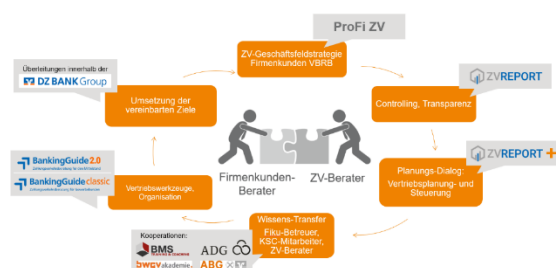 ProFi ZV
ZV-Geschäftsfeldstrategie
Firmenkunden VBRB
ZVREPORT
Controlling, Transparenz
ZVREPORT +
Planungs-Dialog:
Vertriebsplanung- und
Steuerung
Wissens-Transfer
Fiku-Betreuer,
KSC-Mitarbeiter,
ZV-Berater
Kooperationen:
BMS
ADG
bwgv akademie.
ABG
BankingGuide 2.0
BankingGuide classic
Vertriebswerkzeuge,
Organisation
Überleitungen innerhalb der
DZ BANK Group
Umsetzung der
vereinbarten Ziele
Firmenkunden-
Berater
ZV-Berater